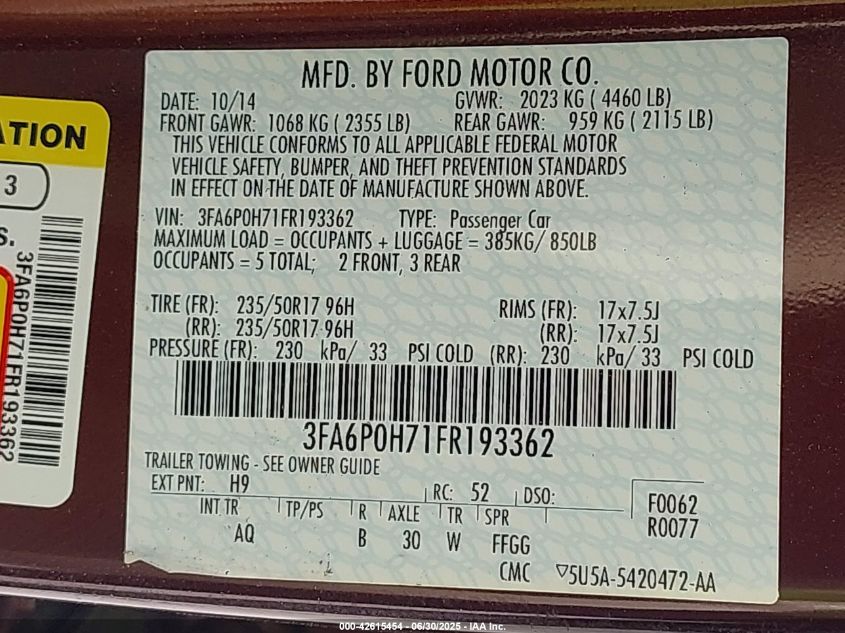 MFD. BY FORD MOTOR CO.
DATE: 10/14 GVWR: 2023 KG ( 4460 LB)
FRONT GAWR: 1068 KG ( 2355 LB) REAR GAWR: 959 KG ( 2115 LB)
THIS VEHICLE CONFORMS TO ALL APPLICABLE FEDERAL MOTOR
VEHICLE SAFETY, BUMPER, AND THEFT PREVENTION STANDARDS
IN EFFECT ON THE DATE OF MANUFACTURE SHOWN ABOVE.
VIN: 3FA6P0H71FR193362 TYPE: Passenger Car
MAXIMUM LOAD = OCCUPANTS + LUGGAGE = 385KG/ 850LB
OCCUPANTS = 5 TOTAL; 2 FRONT, 3 REAR
TIRE (FR): 235/50R17 96H RIMS (FR): 17x7.5J
(RR): 235/50R17 96H (RR): 17x7.5J
PRESSURE (FR): 230 kPa/ 33 PSI COLD (RR): 230 kPa/ 33 PSI COLD
3FA6P0H71FR193362
TRAILER TOWING - SEE OWNER GUIDE
EXT PNT: H9 RC: 52 DSO: F0062
INT TR TP/PS R AXLE TR SPR R0077
AQ B 30 W FFGG
CMC ▽5U5A-5420472-AA
ATION
3
S.
3FA6P0H71FR193362
000-42615454 - 06/30/2025 - IAA Inc.